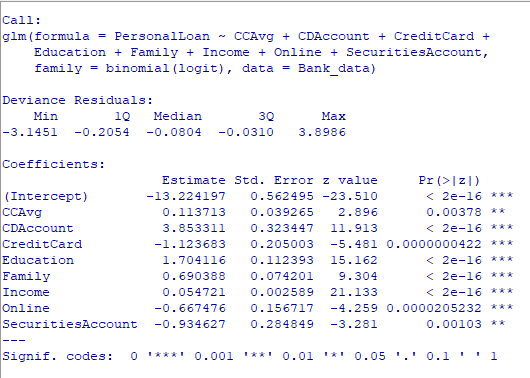 Call:
glm(formula = PersonalLoan ~ CCAvg + CDAccount + CreditCard +
    Education + Family + Income + Online + SecuritiesAccount,
    family = binomial(logit), data = Bank_data)

Deviance Residuals:
    Min      1Q  Median      3Q     Max
-3.1451 -0.2054 -0.0804 -0.0310  3.8986

Coefficients:
                   Estimate Std. Error z value     Pr(>|z|)
(Intercept)      -13.224197   0.562495 -23.510      < 2e-16 ***
CCAvg              0.113713   0.039265   2.896      0.00378 **
CDAccount          3.853311   0.323447  11.913      < 2e-16 ***
CreditCard        -1.123683   0.205003  -5.481 0.0000000422 ***
Education          1.704116   0.112393  15.162      < 2e-16 ***
Family             0.690388   0.074201   9.304      < 2e-16 ***
Income             0.054721   0.002589  21.133      < 2e-16 ***
Online            -0.667476   0.156717  -4.259 0.0000205232 ***
SecuritiesAccount -0.934627   0.284849  -3.281      0.00103 **
---
Signif. codes:  0 '***' 0.001 '**' 0.01 '*' 0.05 '.' 0.1 ' ' 1